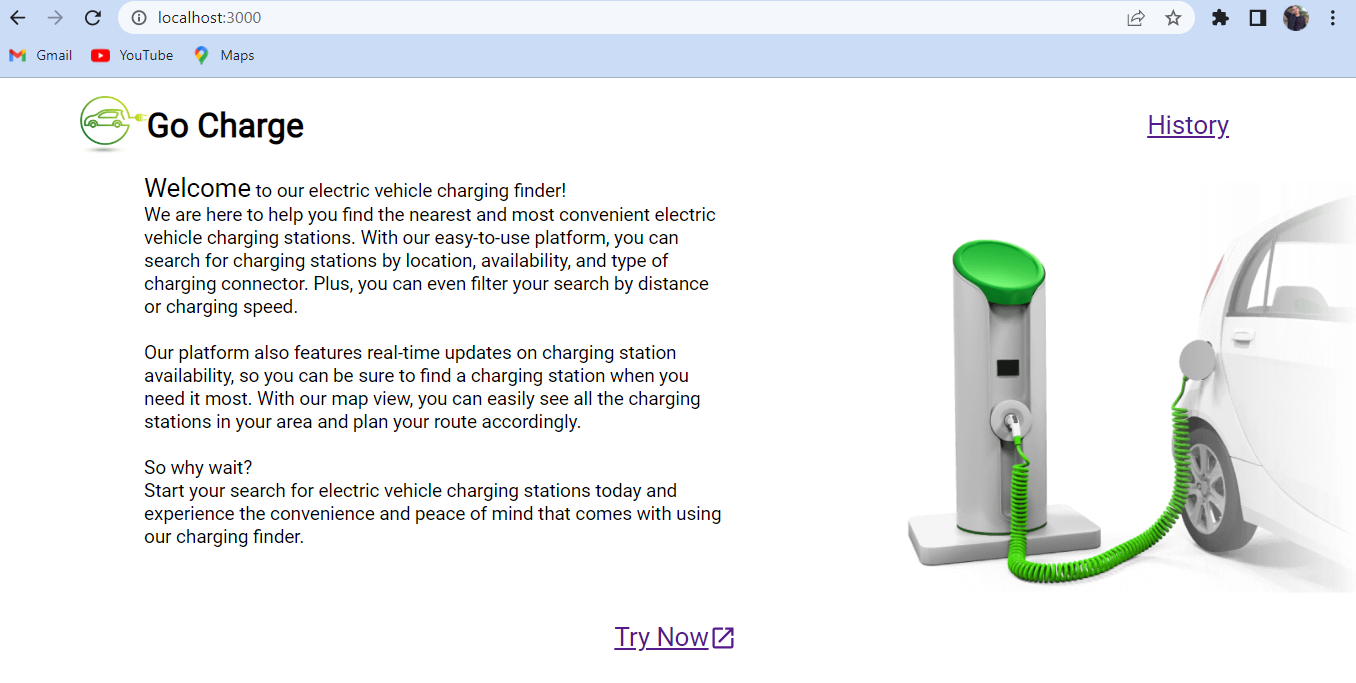 localhost:3000
Gmail YouTube Maps
Go Charge
History
Welcome to our electric vehicle charging finder!
We are here to help you find the nearest and most convenient electric
vehicle charging stations. With our easy-to-use platform, you can
search for charging stations by location, availability, and type of
charging connector. Plus, you can even filter your search by distance
or charging speed.
Our platform also features real-time updates on charging station
availability, so you can be sure to find a charging station when you
need it most. With our map view, you can easily see all the charging
stations in your area and plan your route accordingly.
So why wait?
Start your search for electric vehicle charging stations today and
experience the convenience and peace of mind that comes with using
our charging finder.
Try Now